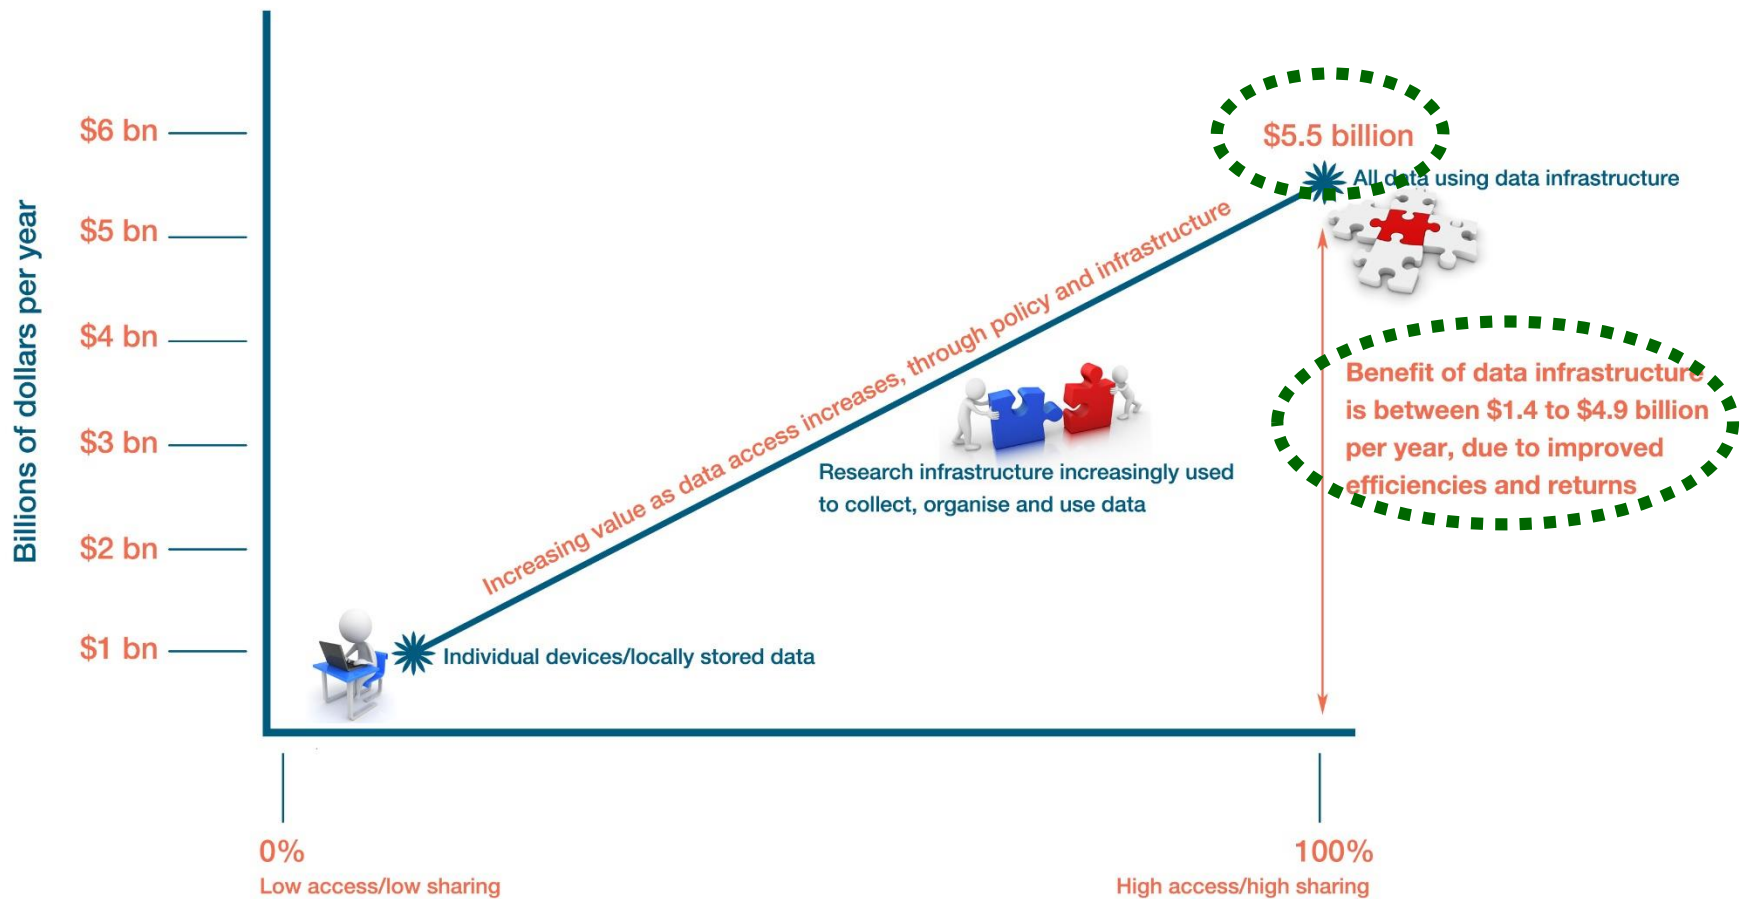 Billions of dollars per year
$6 bn
$5 bn
$4 bn
$3 bn
$2 bn
$1 bn
$5.5 billion
All data using data infrastructure
Increasing value as data access increases, through policy and infrastructure
Benefit of data infrastructure
is between $1.4 to $4.9 billion
per year, due to improved
efficiencies and returns
Research infrastructure increasingly used
to collect, organise and use data
Individual devices/locally stored data
0%
Low access/low sharing
100%
High access/high sharing